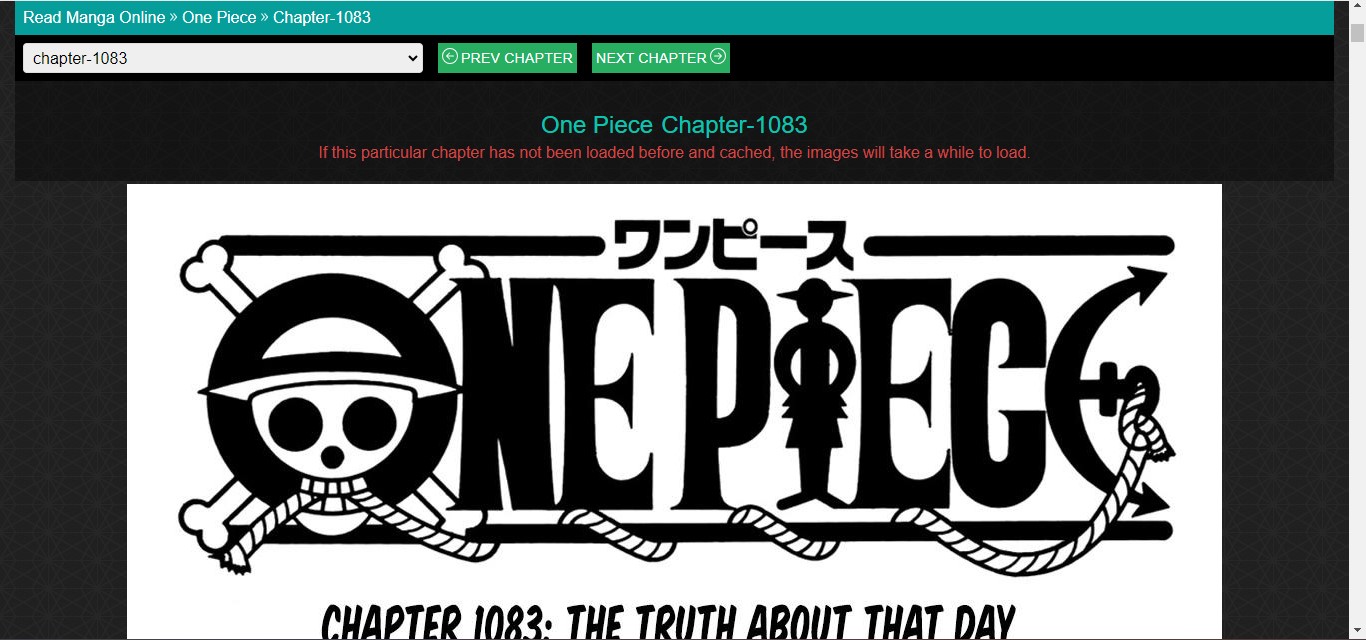 Read Manga Online » One Piece » Chapter-1083
chapter-1083
PREV CHAPTER
NEXT CHAPTER
One Piece Chapter-1083
If this particular chapter has not been loaded before and cached, the images will take a while to load.
ワンピース
ONE PIECE
CHAPTER 1083: THE TRUTH ABOUT THAT DAY